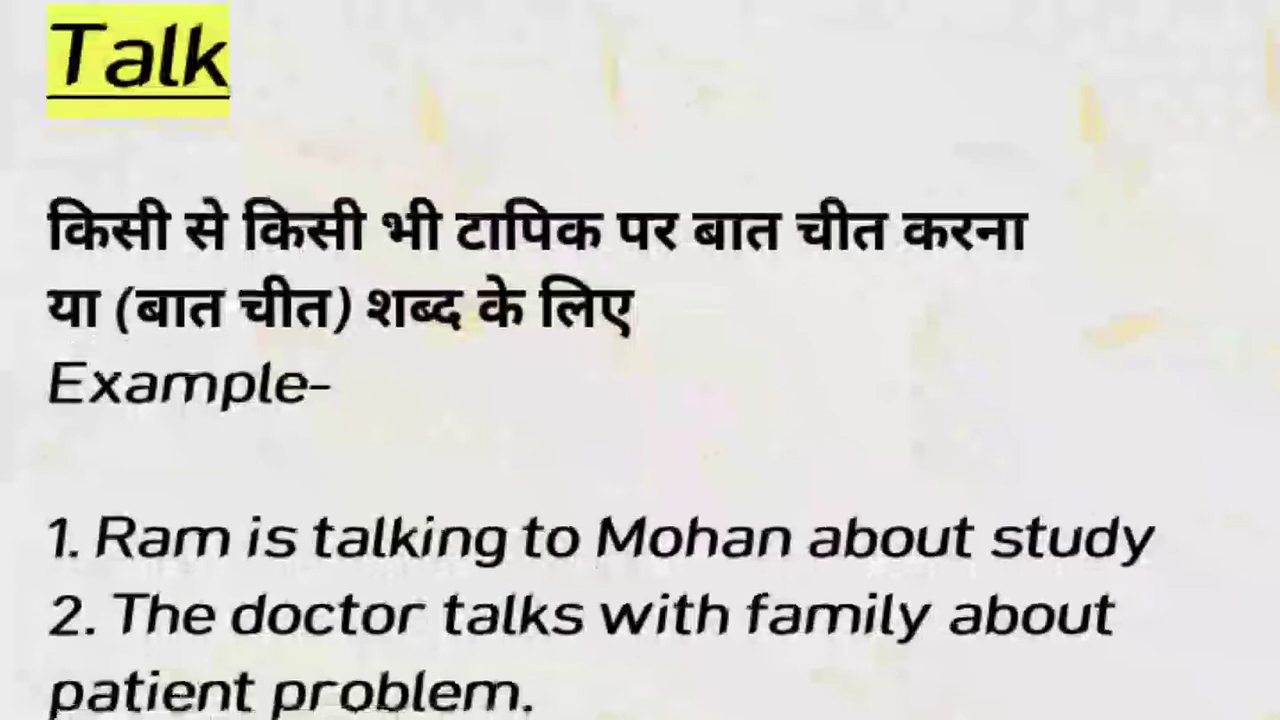 Talk
किसी से किसी भी टापिक पर बात चीत करना
या (बात चीत) शब्द के लिए
Example-
1. Ram is talking to Mohan about study
2. The doctor talks with family about
patient problem.